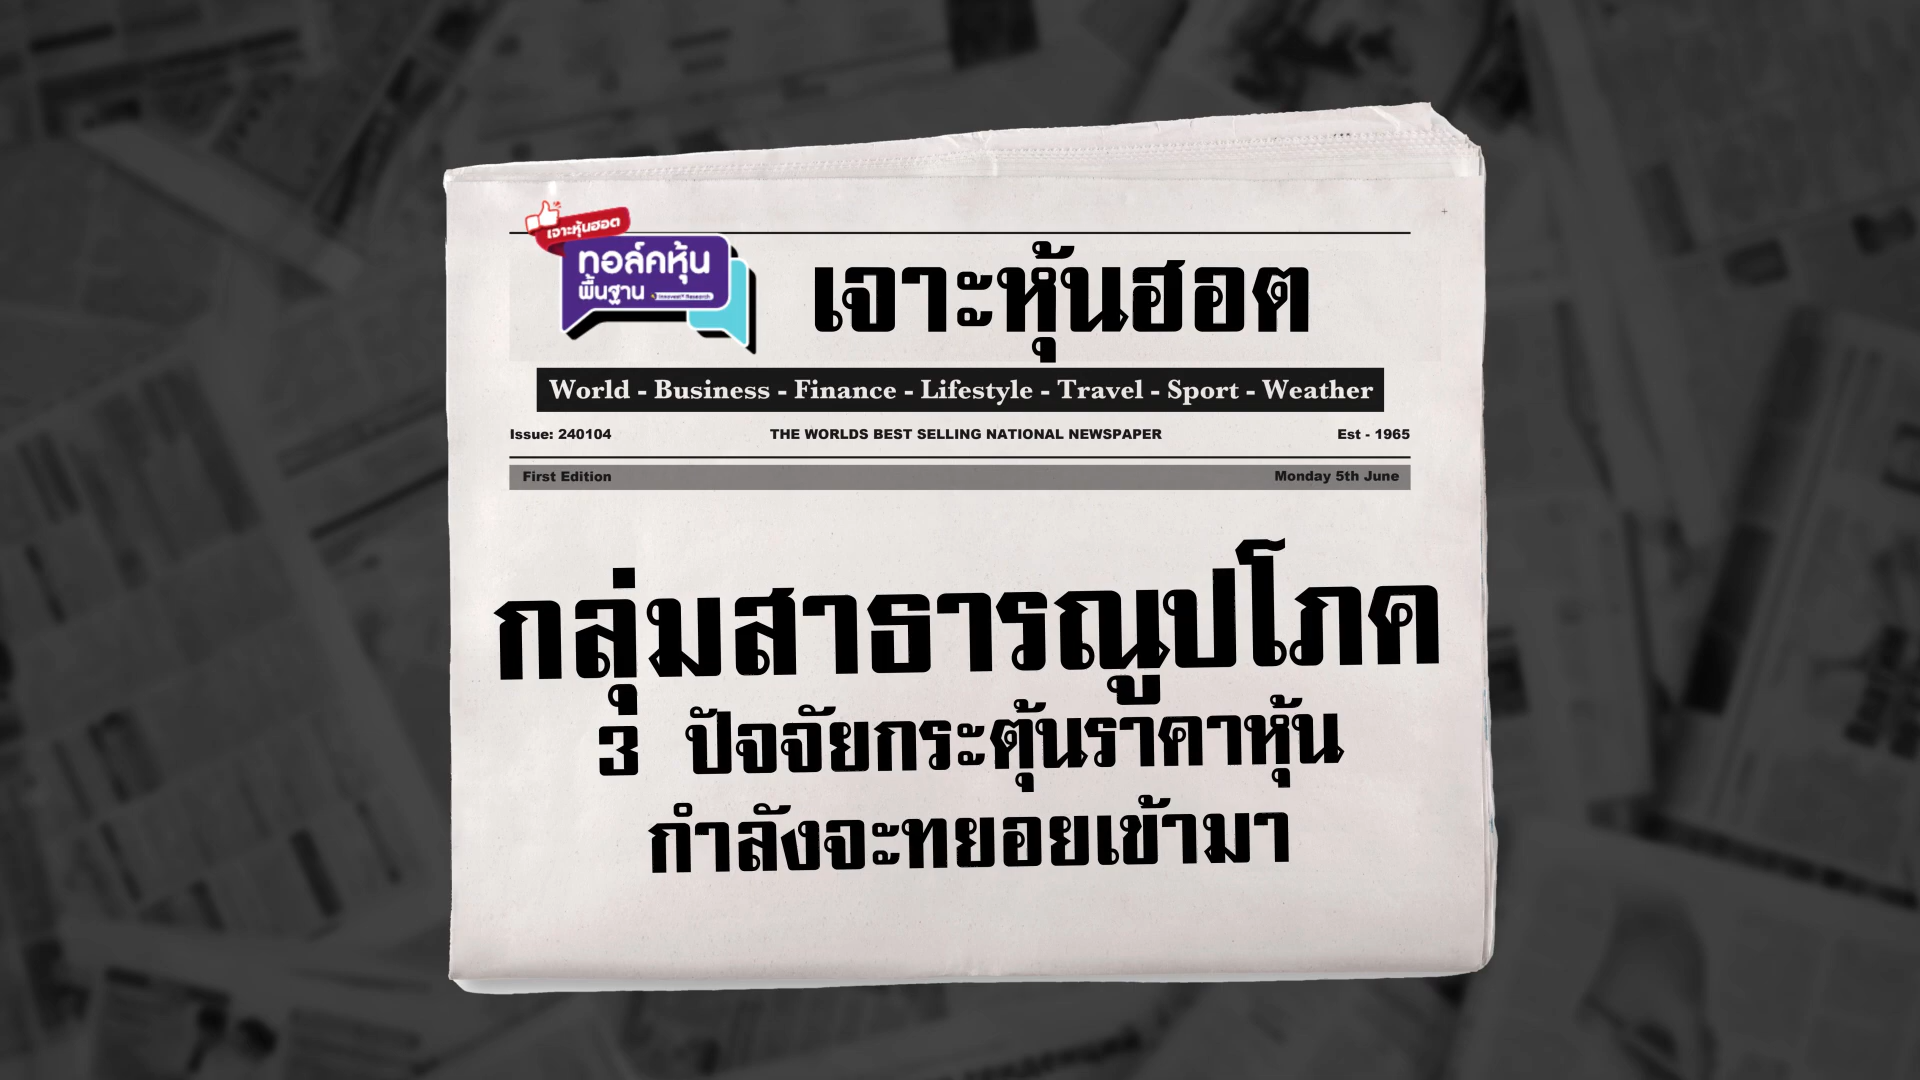 เจาะหุ้นฮอต
ทอล์คหุ้น
พื้นฐาน
Innovest* Research
เจาะหุ้นฮอต
World - Business - Finance - Lifestyle - Travel - Sport - Weather
Issue: 240104 THE WORLDS BEST SELLING NATIONAL NEWSPAPER Est - 1965
First Edition Monday 5th June
กลุ่มสาธารณูปโภค
3 ปัจจัยกระตุ้นราคาหุ้น
กำลังจะทยอยเข้ามา